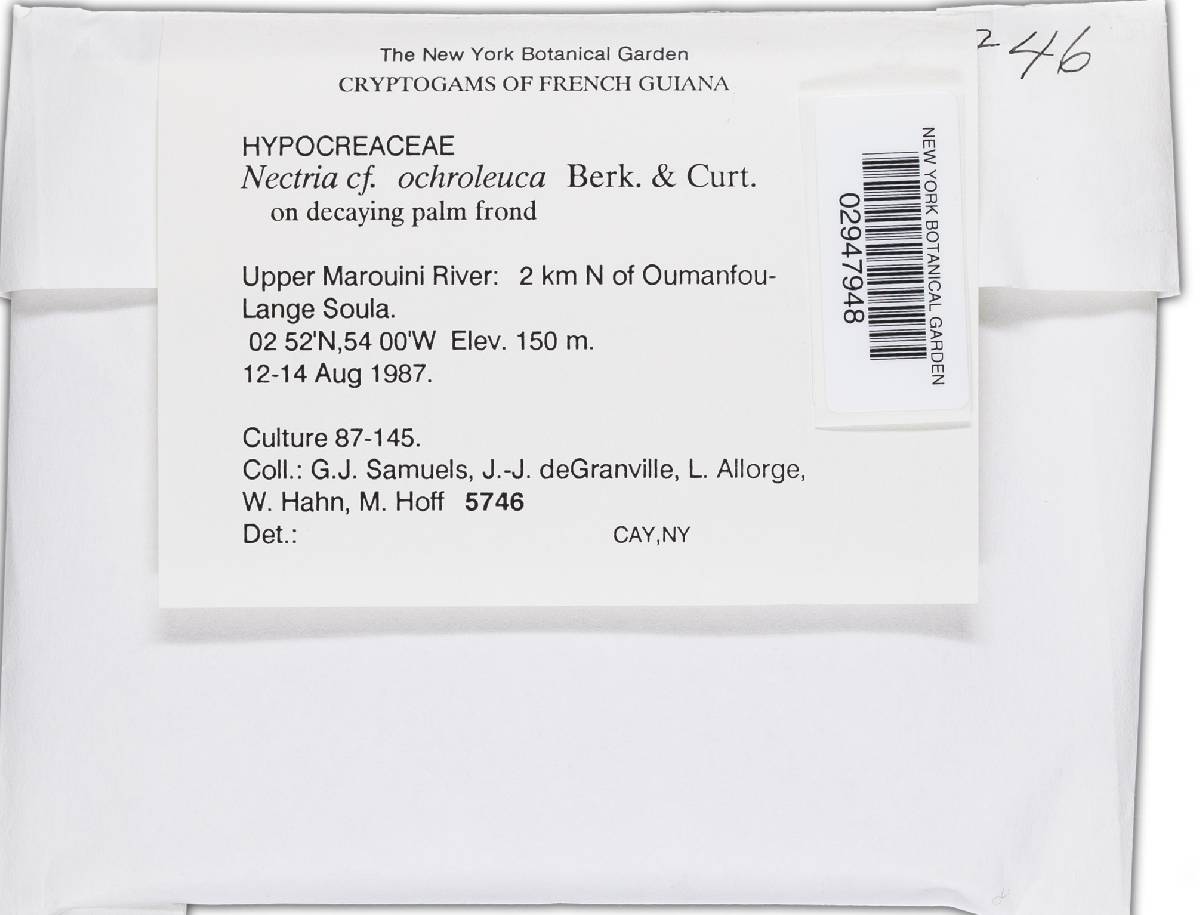 The New York Botanical Garden
CRYPTOGAMS OF FRENCH GUIANA
HYPOCREACEAE
Nectria cf. ochroleuca Berk. & Curt.
on decaying palm frond
Upper Marouini River: 2 km N of Oumanfou-
Lange Soula.
02 52'N,54 00'W Elev. 150 m.
12-14 Aug 1987.
Culture 87-145.
Coll.: G.J. Samuels, J.-J. deGranville, L. Allorge,
W. Hahn, M. Hoff 5746
Det.: CAY,NY
NEW YORK BOTANICAL GARDEN
02947948
46